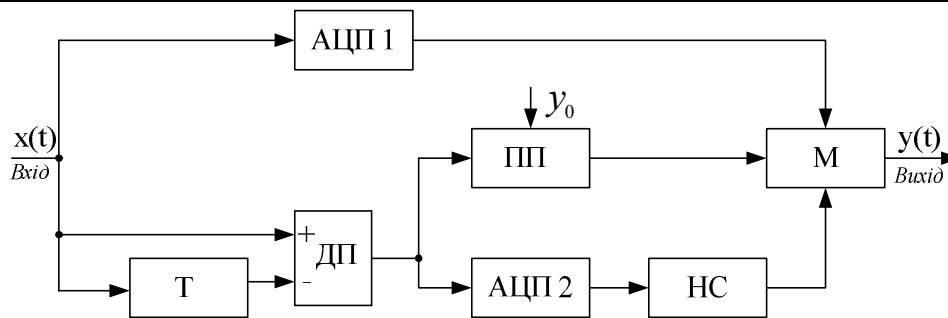 АЦП 1
y₀
x(t)
Вхід
ПП
М
y(t)
Вихід
+
ДП
-
Т
АЦП 2
НС